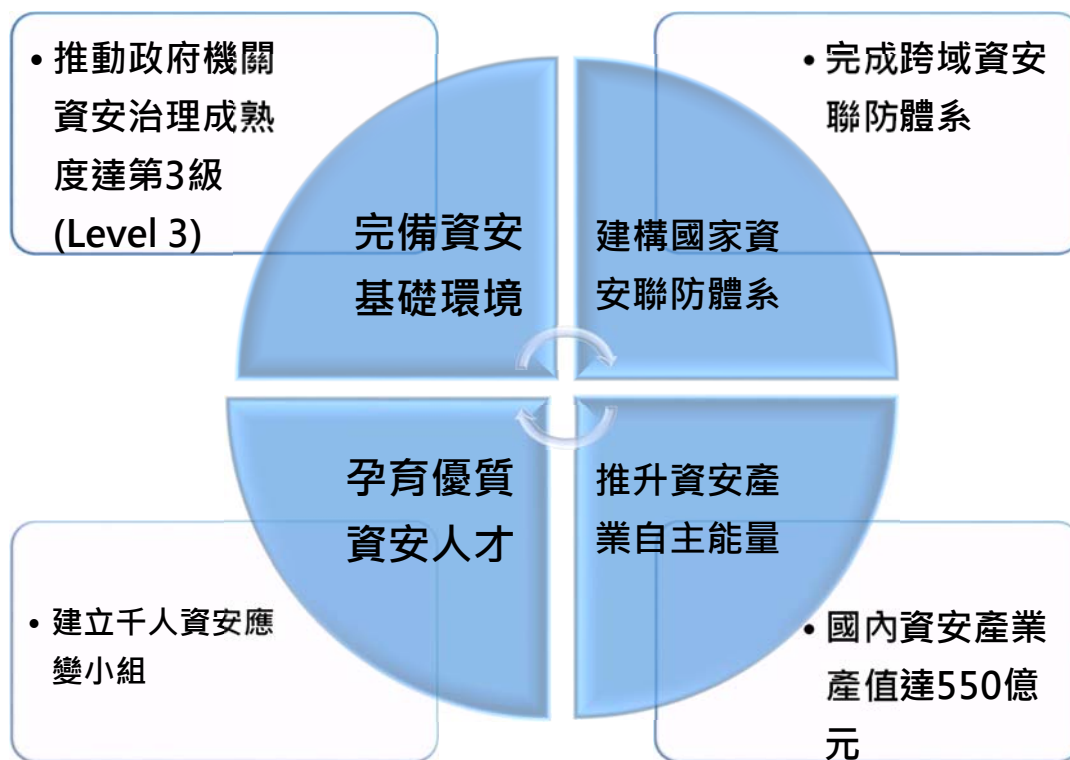 • 推動政府機關
資安治理成熟
度達第3級
(Level 3)
完備資安
基礎環境
• 完成跨域資安
聯防體系
建構國家資
安聯防體系
孕育優質
資安人才
• 建立千人資安應
變小組
推升資安產
業自主能量
• 國內資安產業
產值達550億
元